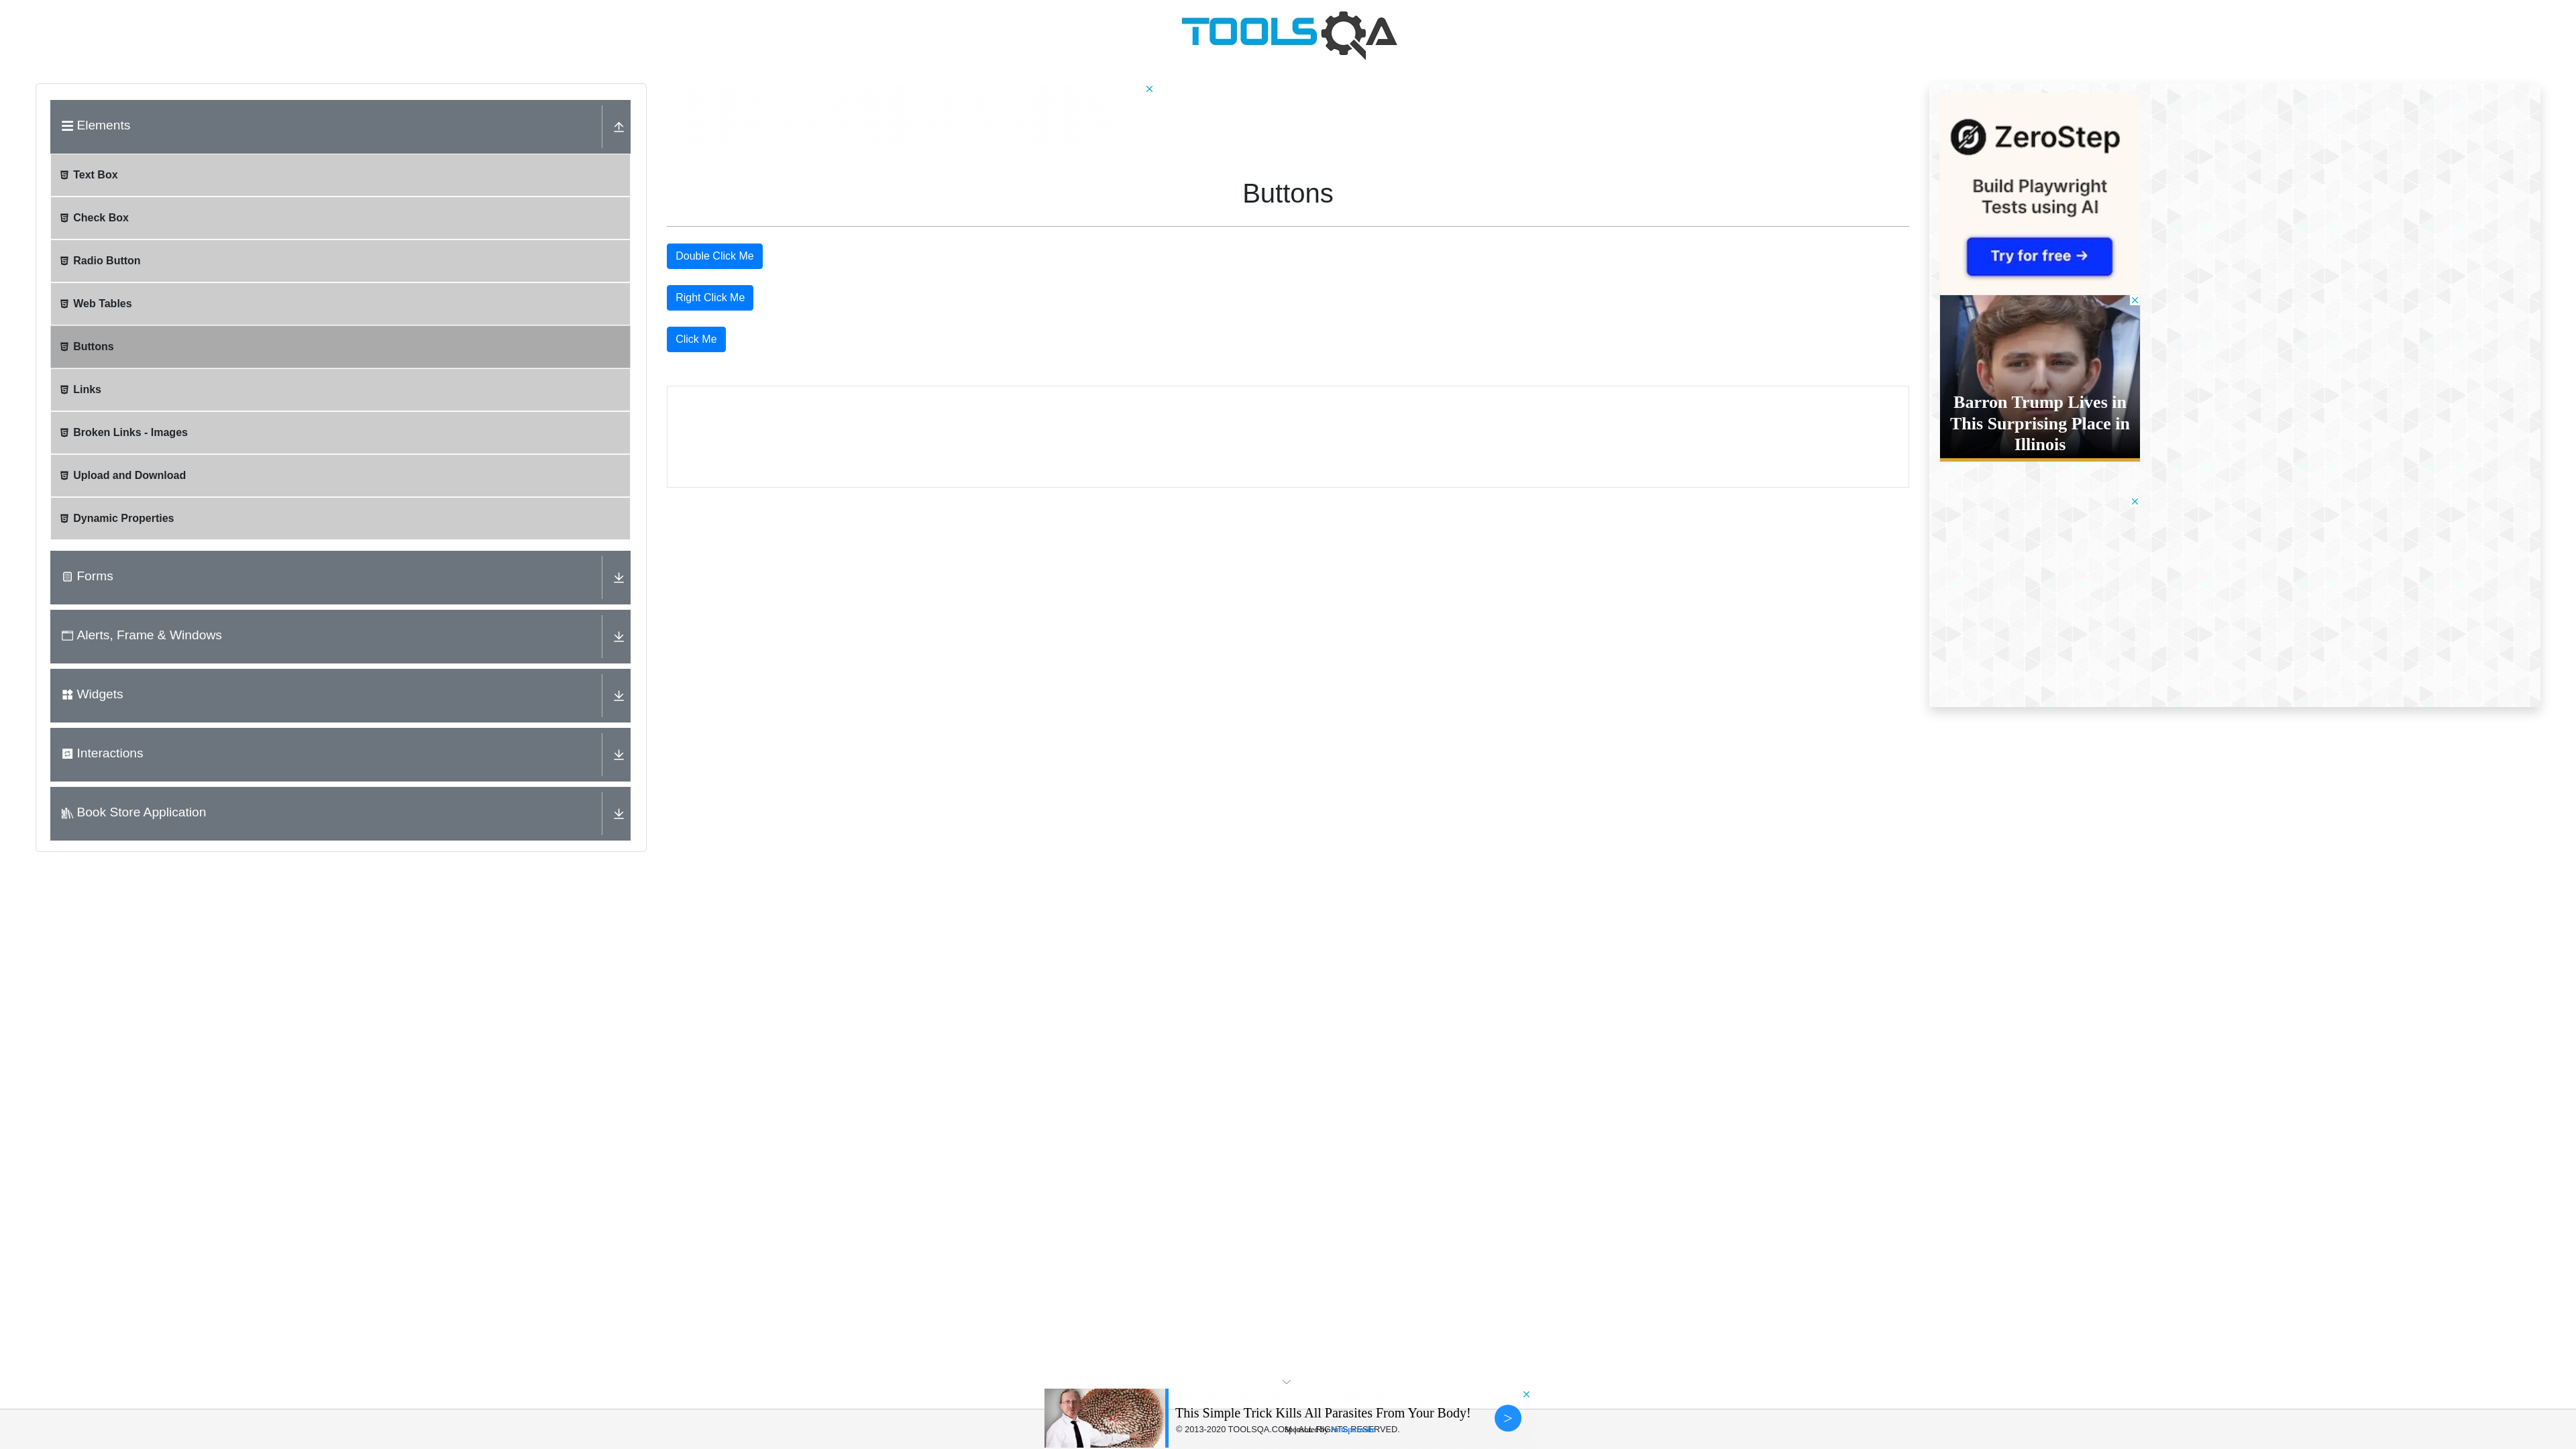 TOOLSQA
Elements
Text Box
Check Box
Radio Button
Web Tables
Buttons
Links
Broken Links - Images
Upload and Download
Dynamic Properties
Forms
Alerts, Frame & Windows
Widgets
Interactions
Book Store Application
Buttons
Double Click Me
Right Click Me
Click Me
ZeroStep
Build Playwright
Tests using AI
Try for free →
Barron Trump Lives in
This Surprising Place in
Illinois
This Simple Trick Kills All Parasites From Your Body!
© 2013-2020 TOOLSQA.COM | ALL RIGHTS RESERVED.